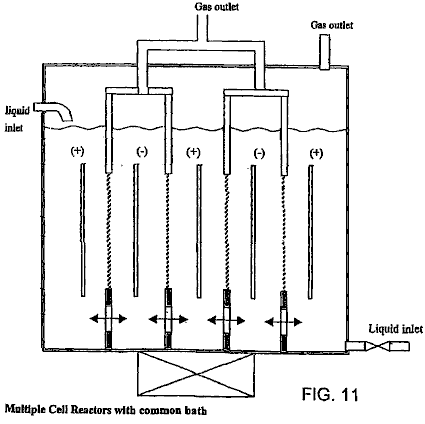 Gas outlet
Gas outlet
liquid
inlet
(+) (-) (+) (-) (+)
Liquid inlet
FIG. 11
Multiple Cell Reactors with common bath